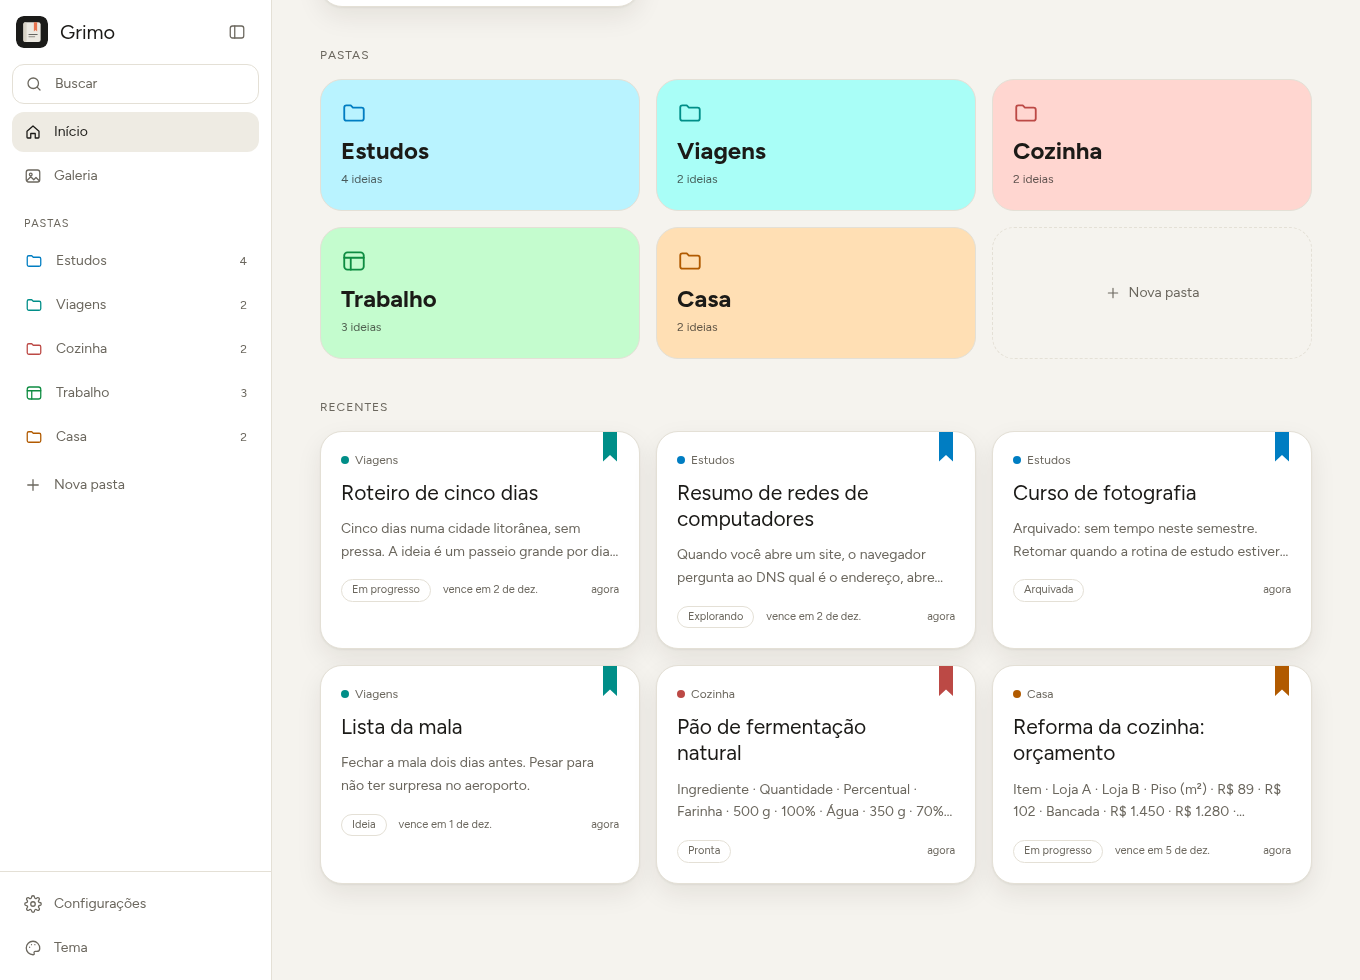 Grimo
Buscar
Início
Galeria
PASTAS
Estudos 4
Viagens 2
Cozinha 2
Trabalho 3
Casa 2
Nova pasta
Configurações
Tema
PASTAS
Estudos
4 ideias
Viagens
2 ideias
Cozinha
2 ideias
Trabalho
3 ideias
Casa
2 ideias
Nova pasta
RECENTES
Viagens
Roteiro de cinco dias
Cinco dias numa cidade litorânea, sem
pressa. A ideia é um passeio grande por dia...
Em progresso vence em 2 de dez. agora
Estudos
Resumo de redes de
computadores
Quando você abre um site, o navegador
pergunta ao DNS qual é o endereço, abre...
Explorando vence em 2 de dez. agora
Estudos
Curso de fotografia
Arquivado: sem tempo neste semestre.
Retomar quando a rotina de estudo estiver...
Arquivada agora
Viagens
Lista da mala
Fechar a mala dois dias antes. Pesar para
não ter surpresa no aeroporto.
Ideia vence em 1 de dez. agora
Cozinha
Pão de fermentação
natural
Ingrediente · Quantidade · Percentual ·
Farinha · 500 g · 100% · Água · 350 g · 70%...
Pronta agora
Casa
Reforma da cozinha:
orçamento
Item · Loja A · Loja B · Piso (m²) · R$ 89 · R$
102 · Bancada · R$ 1.450 · R$ 1.280 ·...
Em progresso vence em 5 de dez. agora